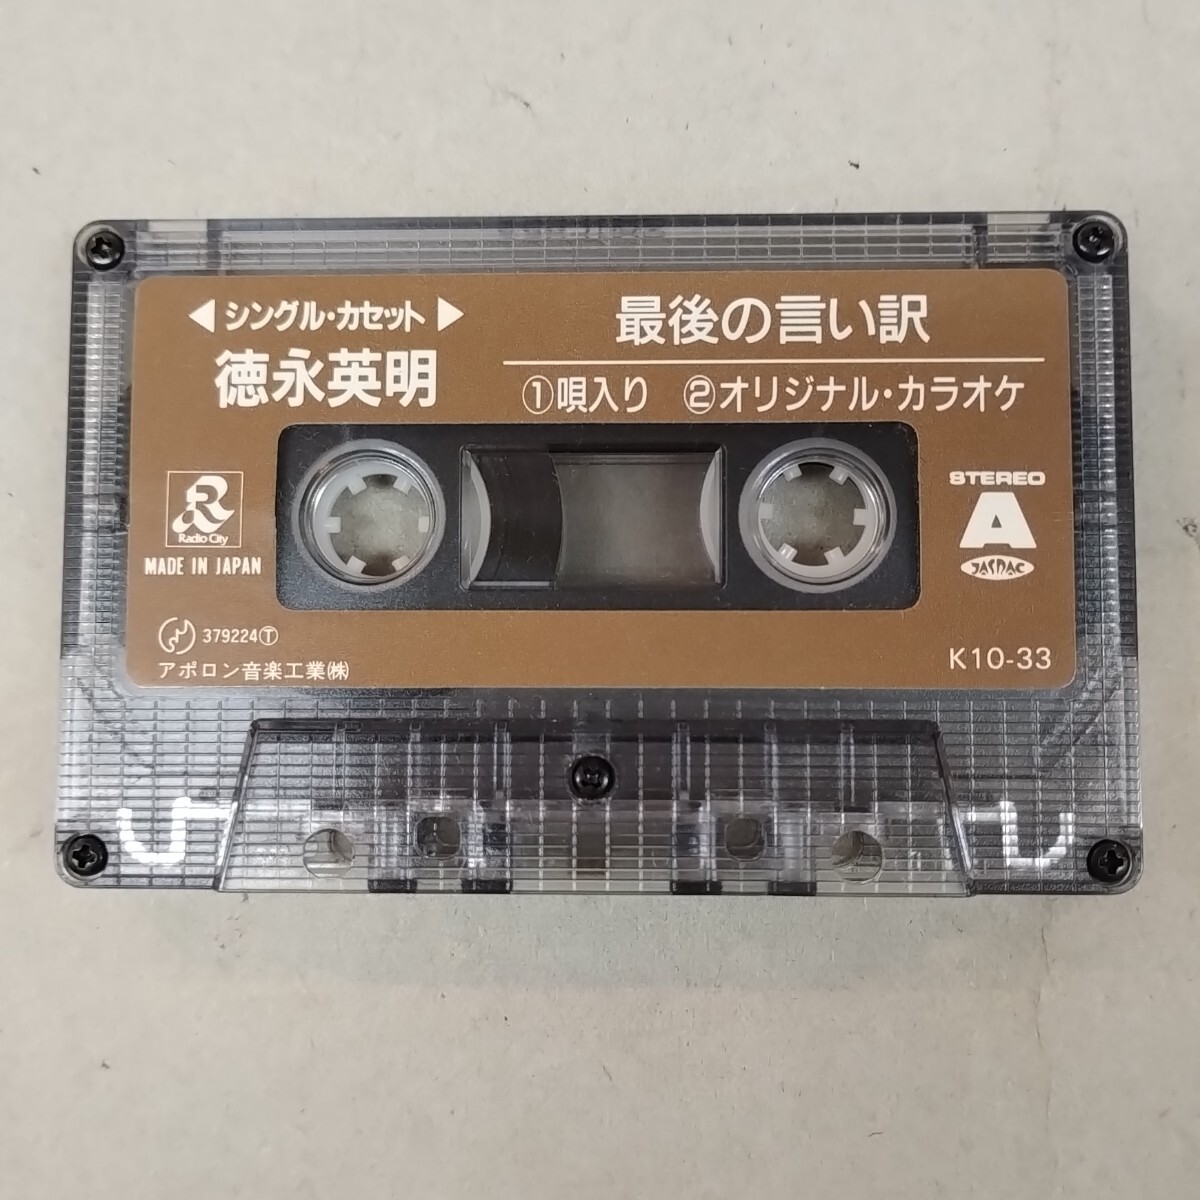 ◀シングル・カセット▶
徳永英明
最後の言い訳
①唄入り ②オリジナル・カラオケ
Radio City
MADE IN JAPAN
STEREO
A
JASRAC
379224Ⓣ
アポロン音楽工業㈱
K10-33